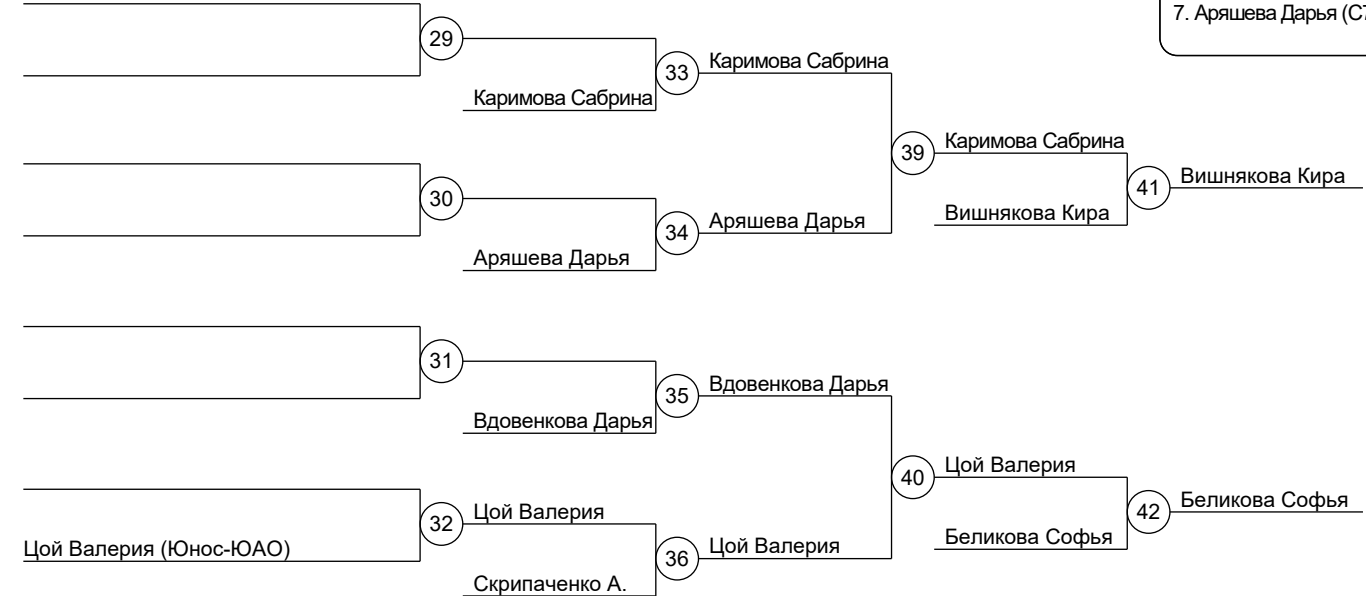 7. Аряшева Дарья (С7
29
Каримова Сабрина
33
Каримова Сабрина
39
Каримова Сабрина
41
Вишнякова Кира
Вишнякова Кира
30
34
Аряшева Дарья
Аряшева Дарья
31
35
Вдовенкова Дарья
Вдовенкова Дарья
40
Цой Валерия
42
Беликова Софья
Беликова Софья
32
Цой Валерия
Цой Валерия (Юнос-ЮАО)
36
Цой Валерия
Скрипаченко А.